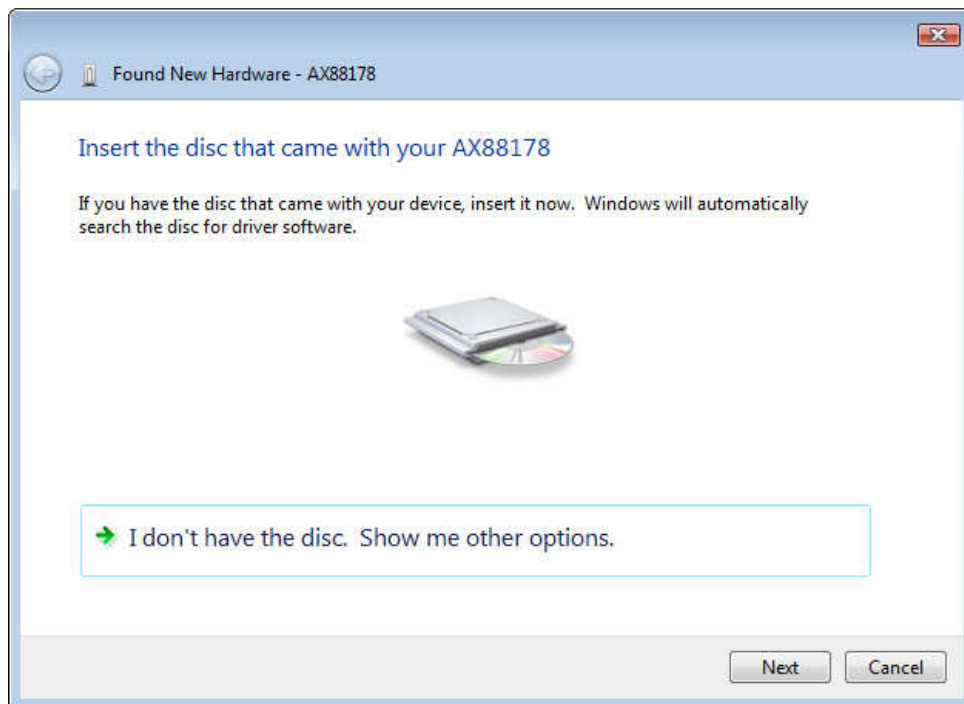 Found New Hardware - AX88178
Insert the disc that came with your AX88178
If you have the disc that came with your device, insert it now.  Windows will automatically
search the disc for driver software.
I don't have the disc.  Show me other options.
Next
Cancel